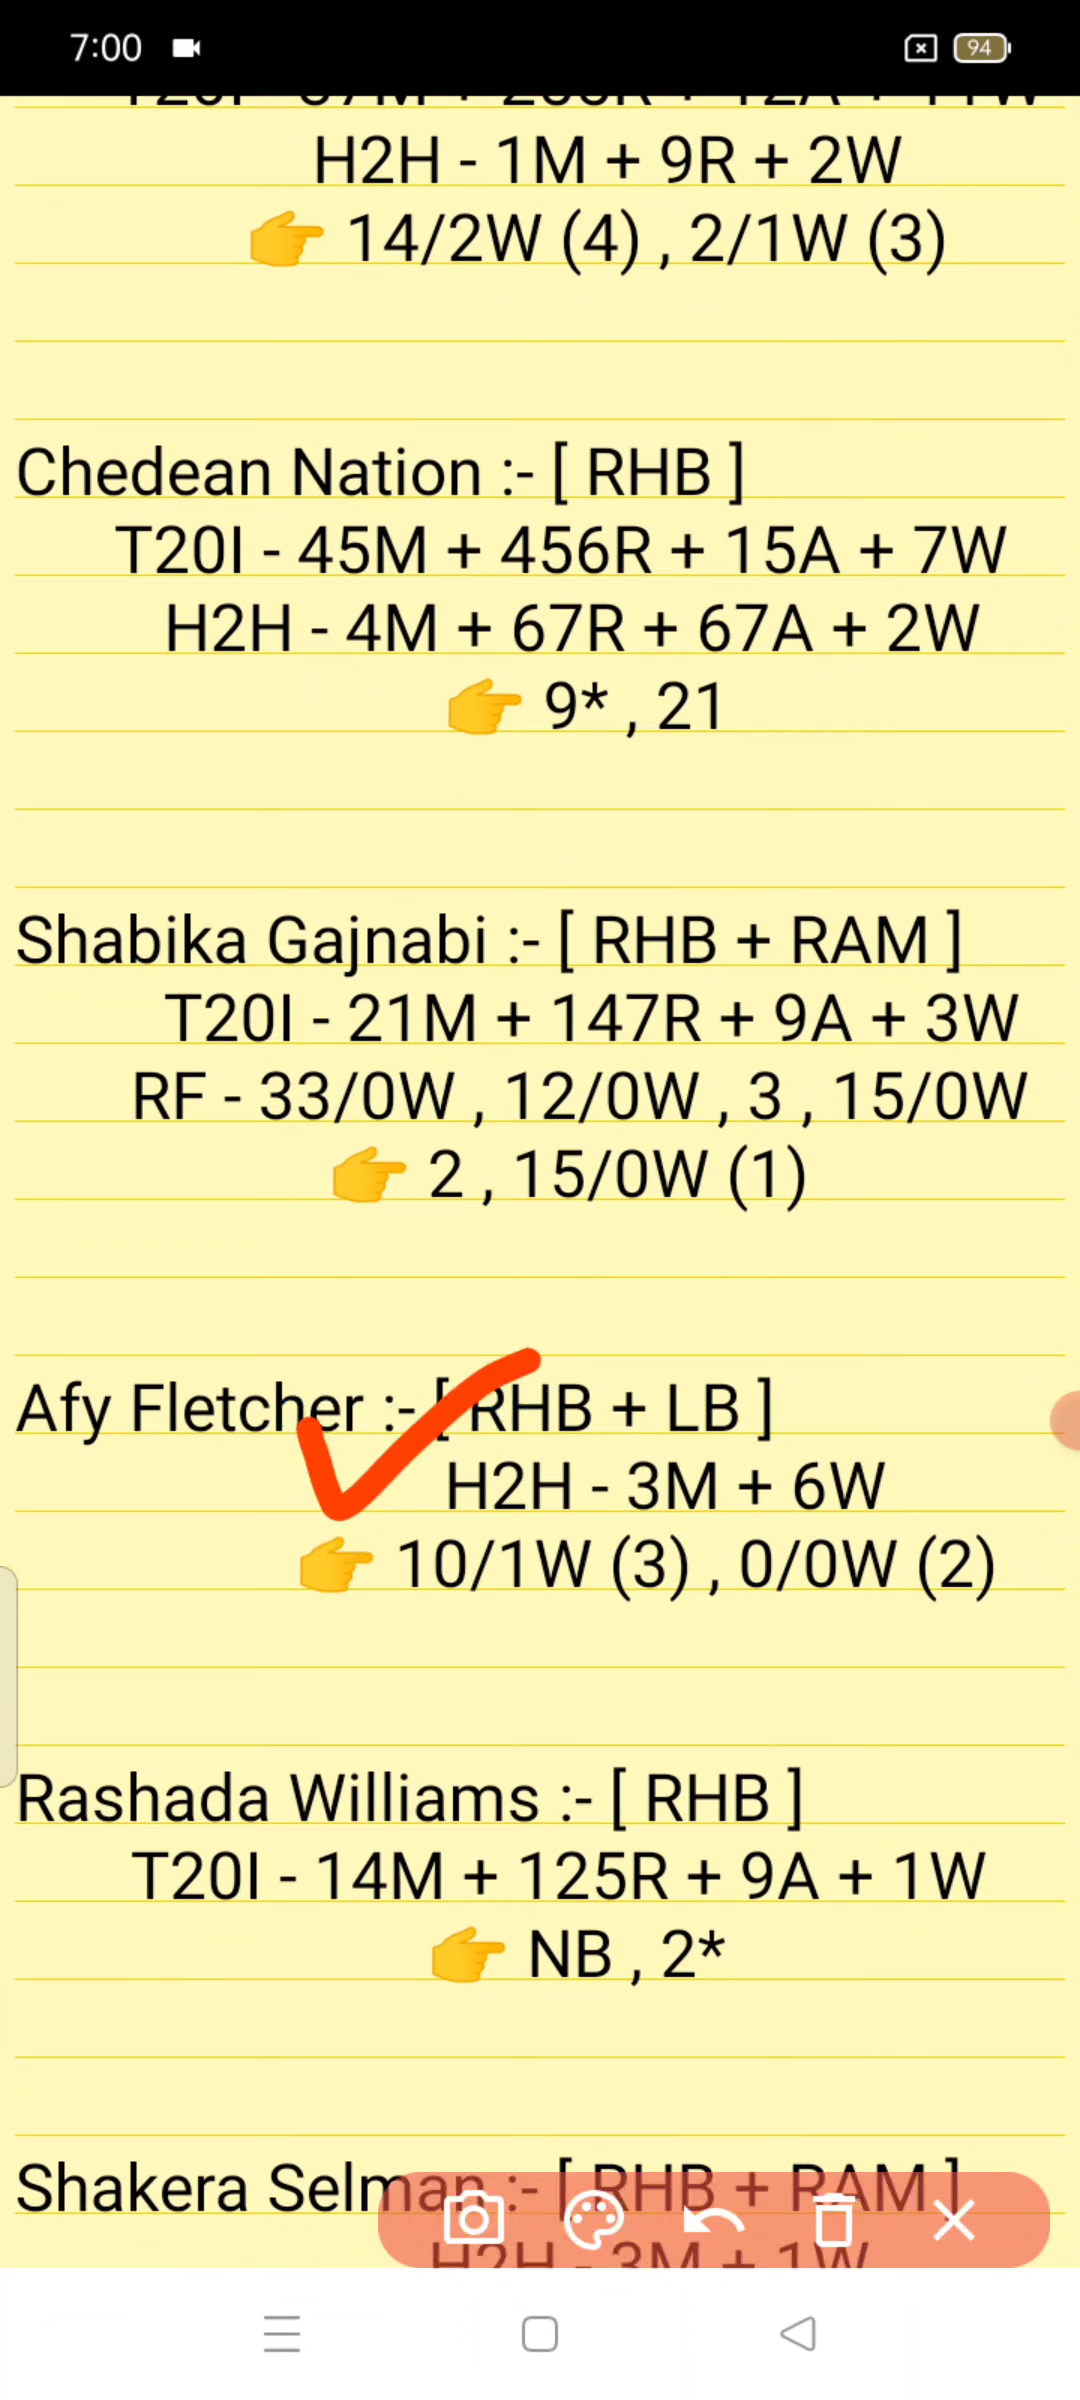 7:00
94
H2H - 1M + 9R + 2W
👉 14/2W (4) , 2/1W (3)
Chedean Nation :- [ RHB ]
T20I - 45M + 456R + 15A + 7W
H2H - 4M + 67R + 67A + 2W
👉 9* , 21
Shabika Gajnabi :- [ RHB + RAM ]
T20I - 21M + 147R + 9A + 3W
RF - 33/0W , 12/0W , 3 , 15/0W
👉 2 , 15/0W (1)
Afy Fletcher :- [ RHB + LB ]
H2H - 3M + 6W
👉 10/1W (3) , 0/0W (2)
Rashada Williams :- [ RHB ]
T20I - 14M + 125R + 9A + 1W
👉 NB , 2*
Shakera Selman :- [ RHB + RAM ]
H2H - 3M + 1W